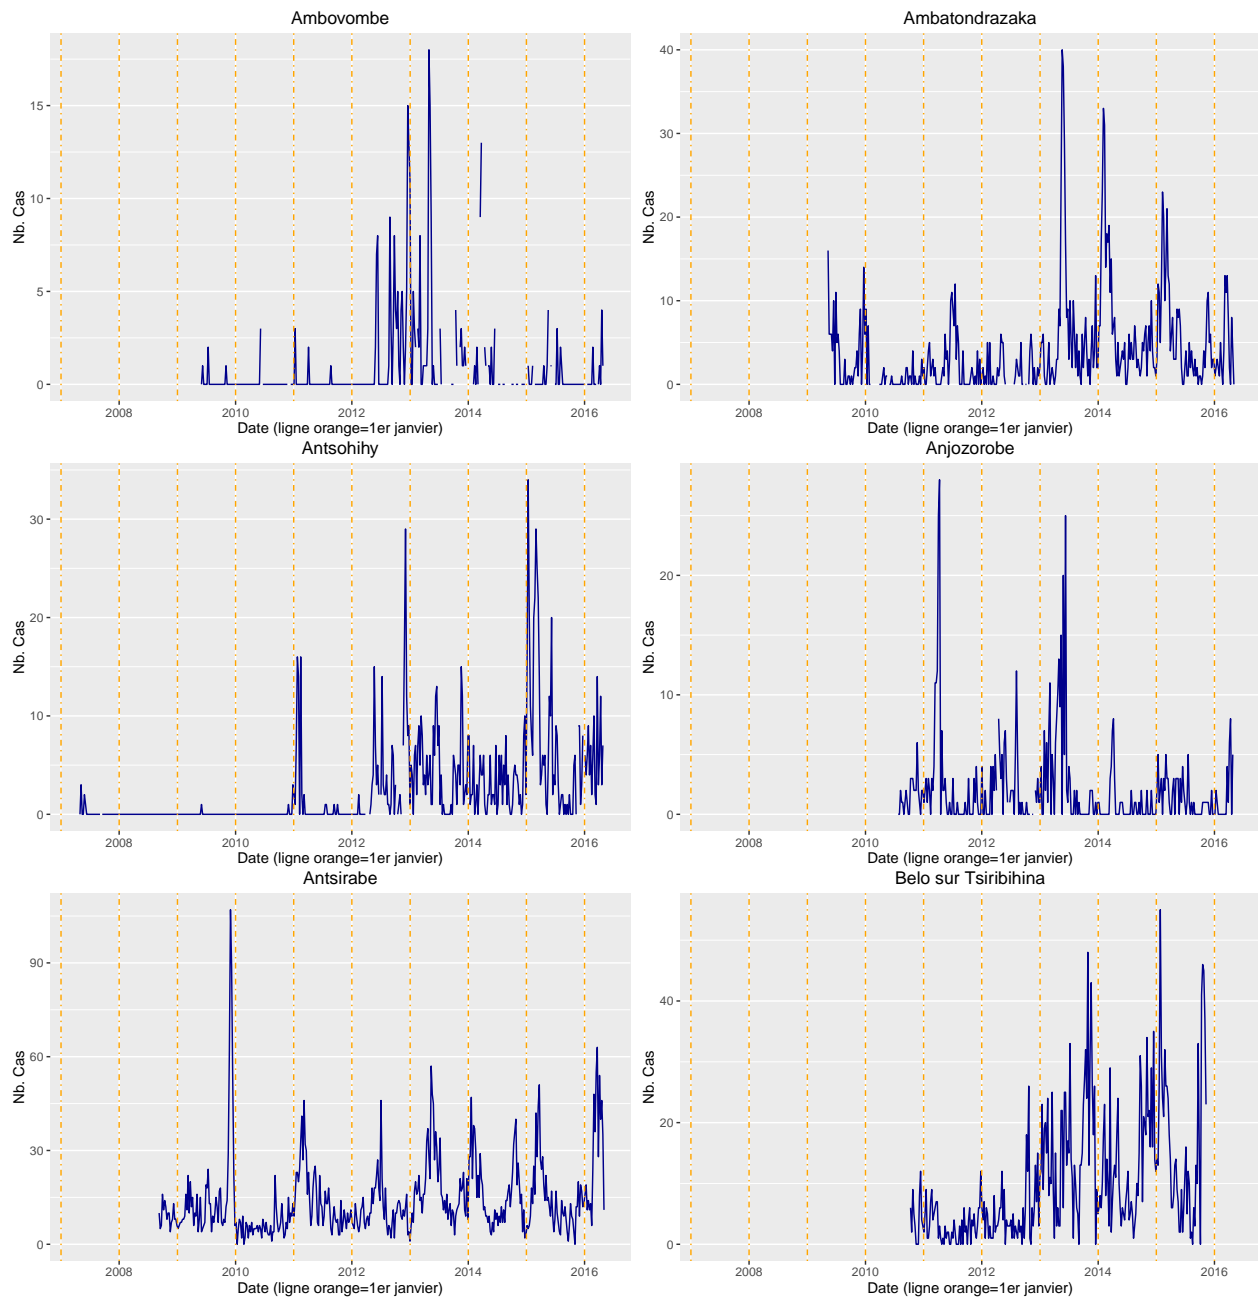 Ambovombe
Nb. Cas
15
10
5
0
2008 2010 2012 2014 2016
Date (ligne orange=1er janvier)
Ambatondrazaka
Nb. Cas
40
30
20
10
0
2008 2010 2012 2014 2016
Date (ligne orange=1er janvier)
Antsohihy
Nb. Cas
30
20
10
0
2008 2010 2012 2014 2016
Date (ligne orange=1er janvier)
Anjozorobe
Nb. Cas
20
10
0
2008 2010 2012 2014 2016
Date (ligne orange=1er janvier)
Antsirabe
Nb. Cas
90
60
30
0
2008 2010 2012 2014 2016
Date (ligne orange=1er janvier)
Belo sur Tsiribihina
Nb. Cas
40
20
0
2008 2010 2012 2014 2016
Date (ligne orange=1er janvier)